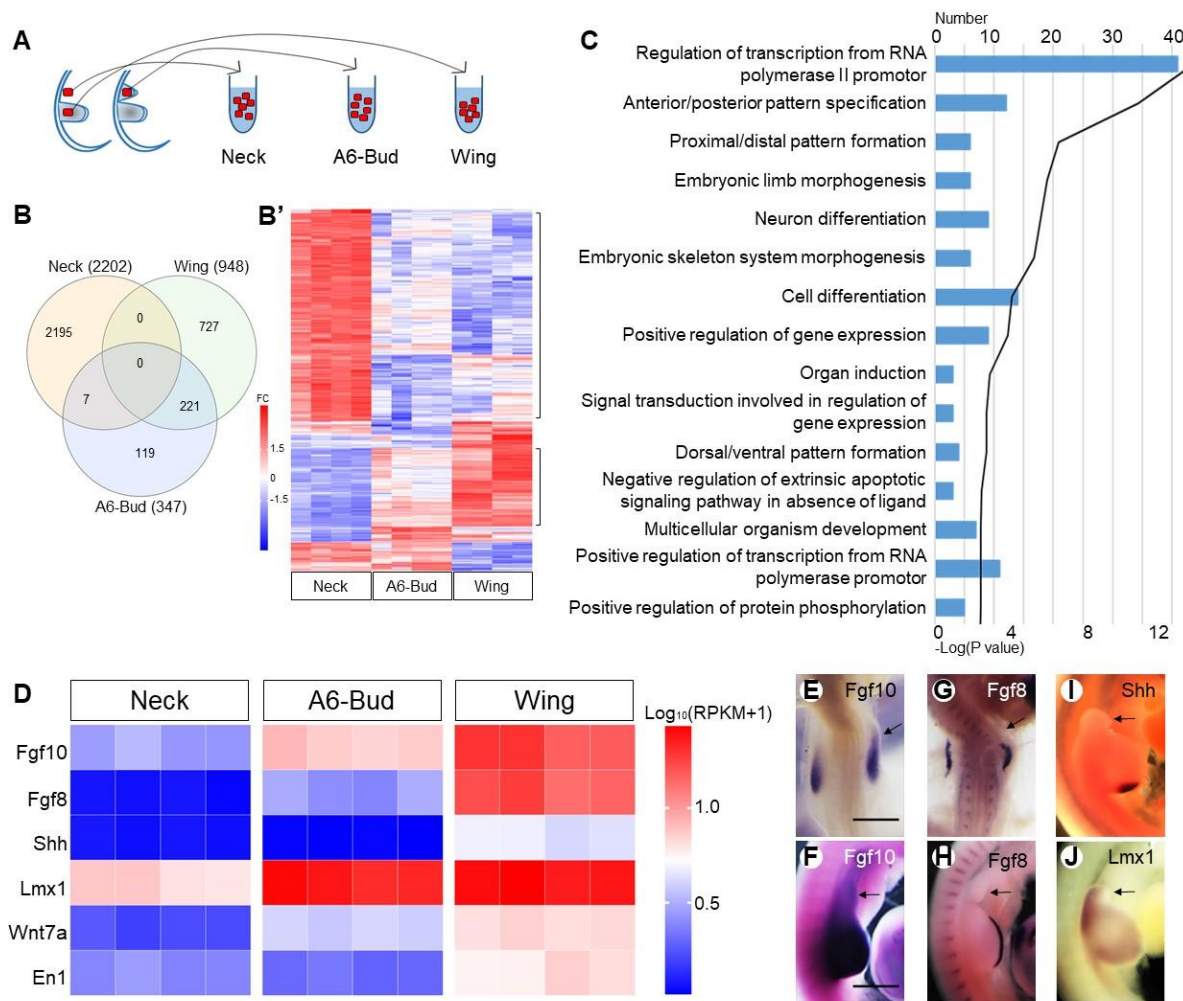 A
Neck
A6-Bud
Wing
B
Neck (2202)
Wing (948)
2195
0
727
0
7
221
119
A6-Bud (347)
B'
FC
1.5
0
-1.5
Neck
A6-Bud
Wing
C
Number
0
10
20
30
40
Regulation of transcription from RNA
polymerase II promotor
Anterior/posterior pattern specification
Proximal/distal pattern formation
Embryonic limb morphogenesis
Neuron differentiation
Embryonic skeleton system morphogenesis
Cell differentiation
Positive regulation of gene expression
Organ induction
Signal transduction involved in regulation of
gene expression
Dorsal/ventral pattern formation
Negative regulation of extrinsic apoptotic
signaling pathway in absence of ligand
Multicellular organism development
Positive regulation of transcription from RNA
polymerase promotor
Positive regulation of protein phosphorylation
0
4
8
12
-Log(P value)
D
Neck
A6-Bud
Wing
Fgf10
Fgf8
Shh
Lmx1
Wnt7a
En1
Log₁₀(RPKM+1)
1.0
0.5
E
Fgf10
G
Fgf8
I
Shh
F
Fgf10
H
Fgf8
J
Lmx1